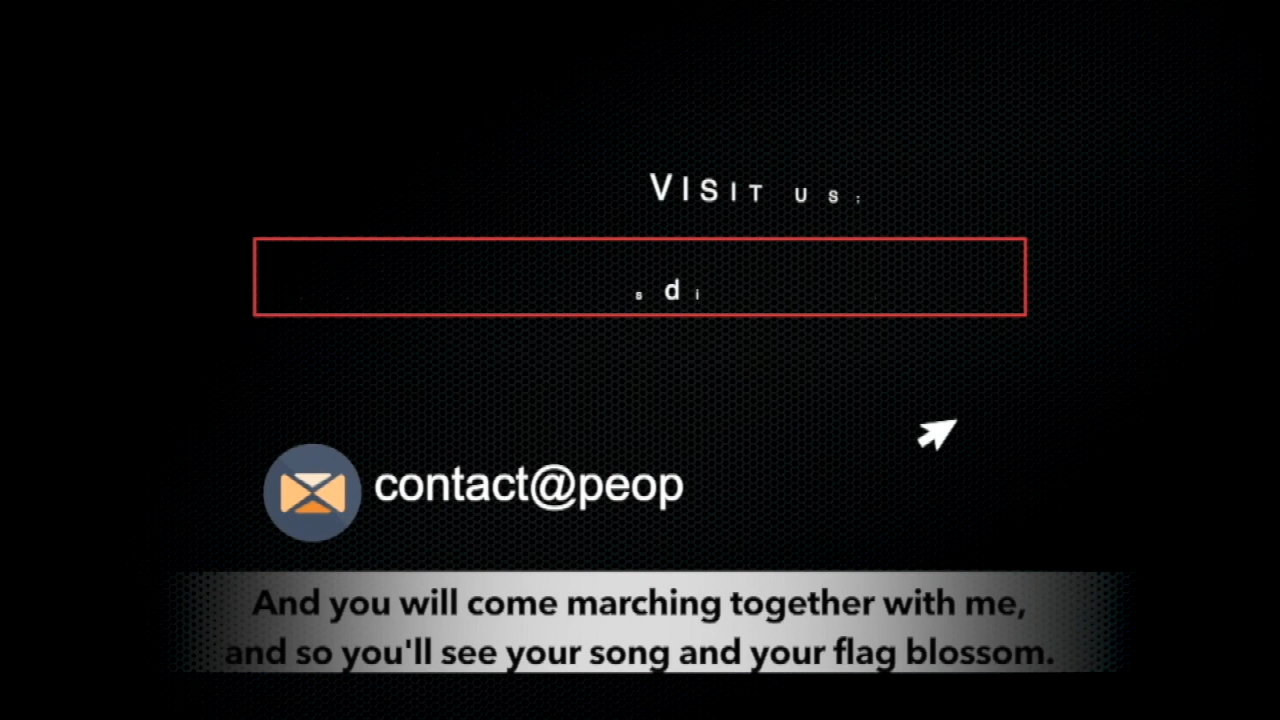 VISIT US:
s d i
contact@peop
And you will come marching together with me,
and so you'll see your song and your flag blossom.